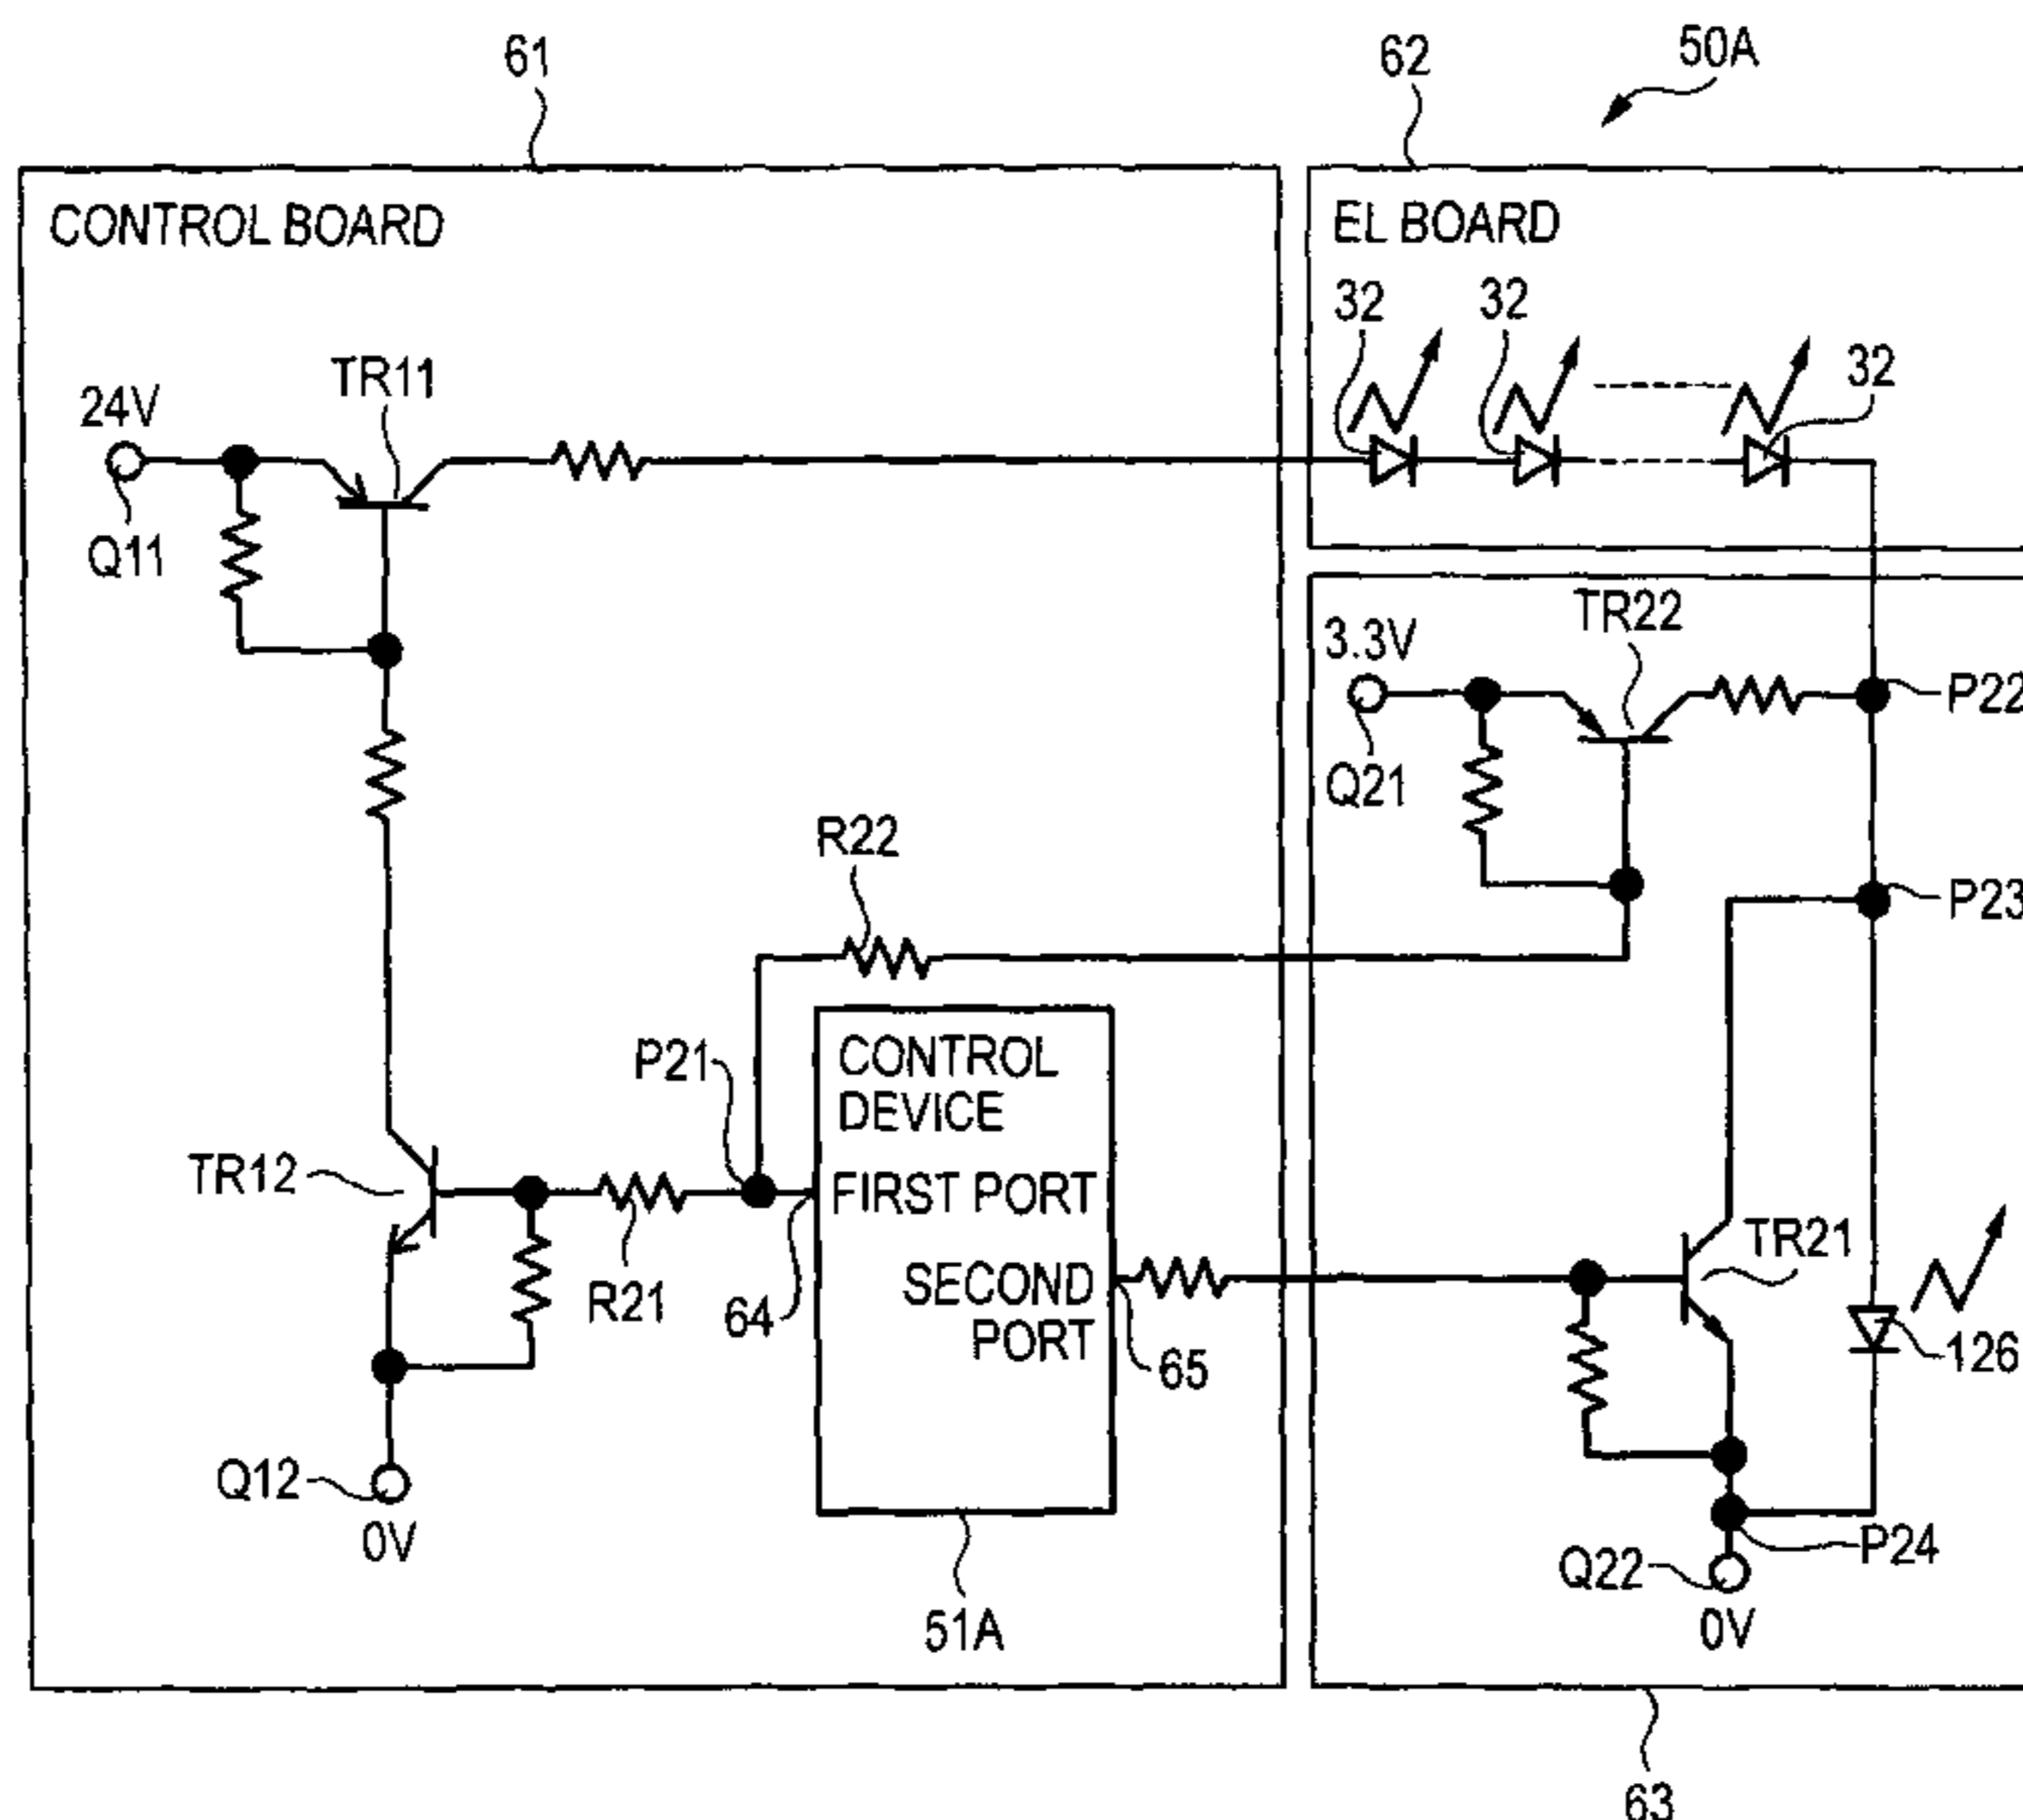 61
62
50A
CONTROL BOARD
EL BOARD
32
32
32
24V
TR11
Q11
TR22
3.3V
P22
Q21
R22
P23
P21
CONTROL
DEVICE
TR12
FIRST PORT
R21
64
SECOND
PORT
65
TR21
126
Q12
0V
P24
Q22
0V
51A
63